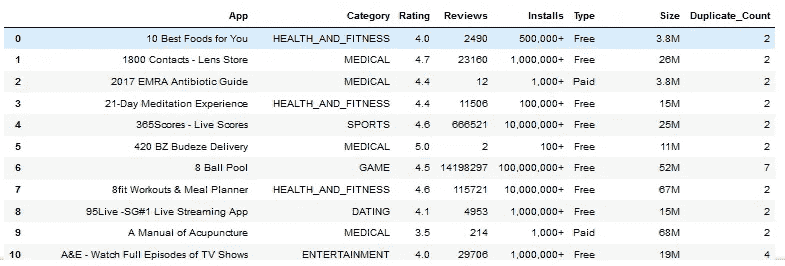 App Category Rating Reviews Installs Type Size Duplicate_Count
0 10 Best Foods for You HEALTH_AND_FITNESS 4.0 2490 500,000+ Free 3.8M 2
1 1800 Contacts - Lens Store MEDICAL 4.7 23160 1,000,000+ Free 26M 2
2 2017 EMRA Antibiotic Guide MEDICAL 4.4 12 1,000+ Paid 3.8M 2
3 21-Day Meditation Experience HEALTH_AND_FITNESS 4.4 11506 100,000+ Free 15M 2
4 365Scores - Live Scores SPORTS 4.6 666521 10,000,000+ Free 25M 2
5 420 BZ Budeze Delivery MEDICAL 5.0 2 100+ Free 11M 2
6 8 Ball Pool GAME 4.5 14198297 100,000,000+ Free 52M 7
7 8fit Workouts & Meal Planner HEALTH_AND_FITNESS 4.6 115721 10,000,000+ Free 67M 2
8 95Live -SG#1 Live Streaming App DATING 4.1 4953 1,000,000+ Free 15M 2
9 A Manual of Acupuncture MEDICAL 3.5 214 1,000+ Paid 68M 2
10 A&E - Watch Full Episodes of TV Shows ENTERTAINMENT 4.0 29706 1,000,000+ Free 19M 4